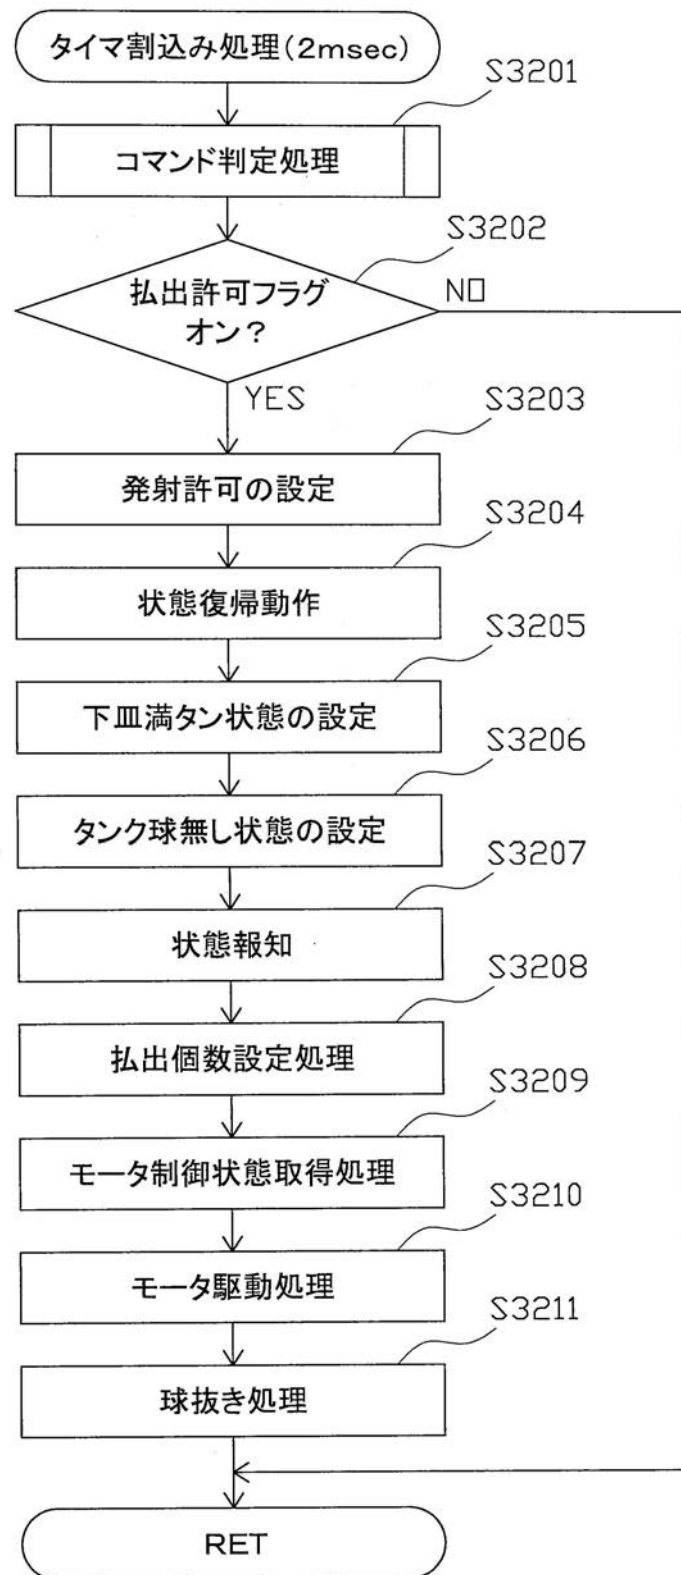 タイマ割込み処理(2msec)
S3201
コマンド判定処理
S3202
払出許可フラグ
オン?
NO
YES
S3203
発射許可の設定
S3204
状態復帰動作
S3205
下皿満タン状態の設定
S3206
タンク球無し状態の設定
S3207
状態報知
S3208
払出個数設定処理
S3209
モータ制御状態取得処理
S3210
モータ駆動処理
S3211
球抜き処理
RET